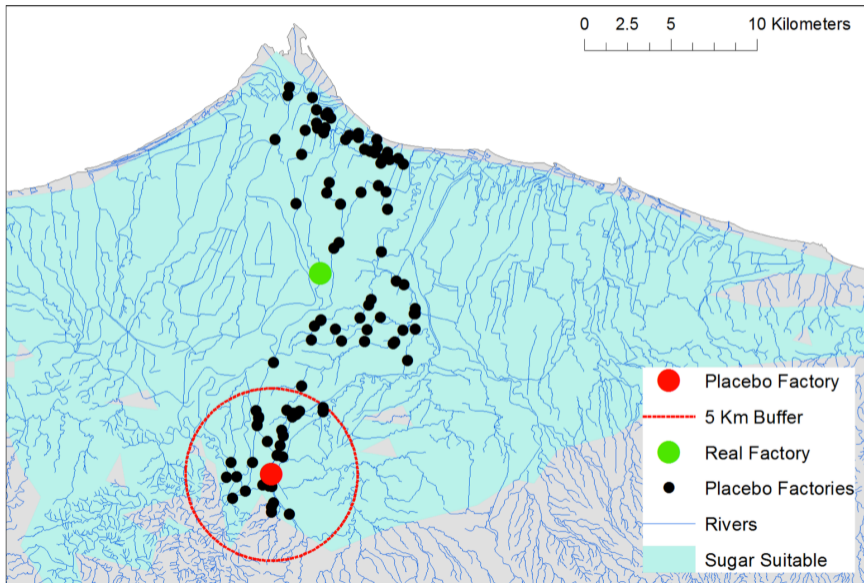 0 2.5 5 10 Kilometers
Placebo Factory
5 Km Buffer
Real Factory
Placebo Factories
Rivers
Sugar Suitable